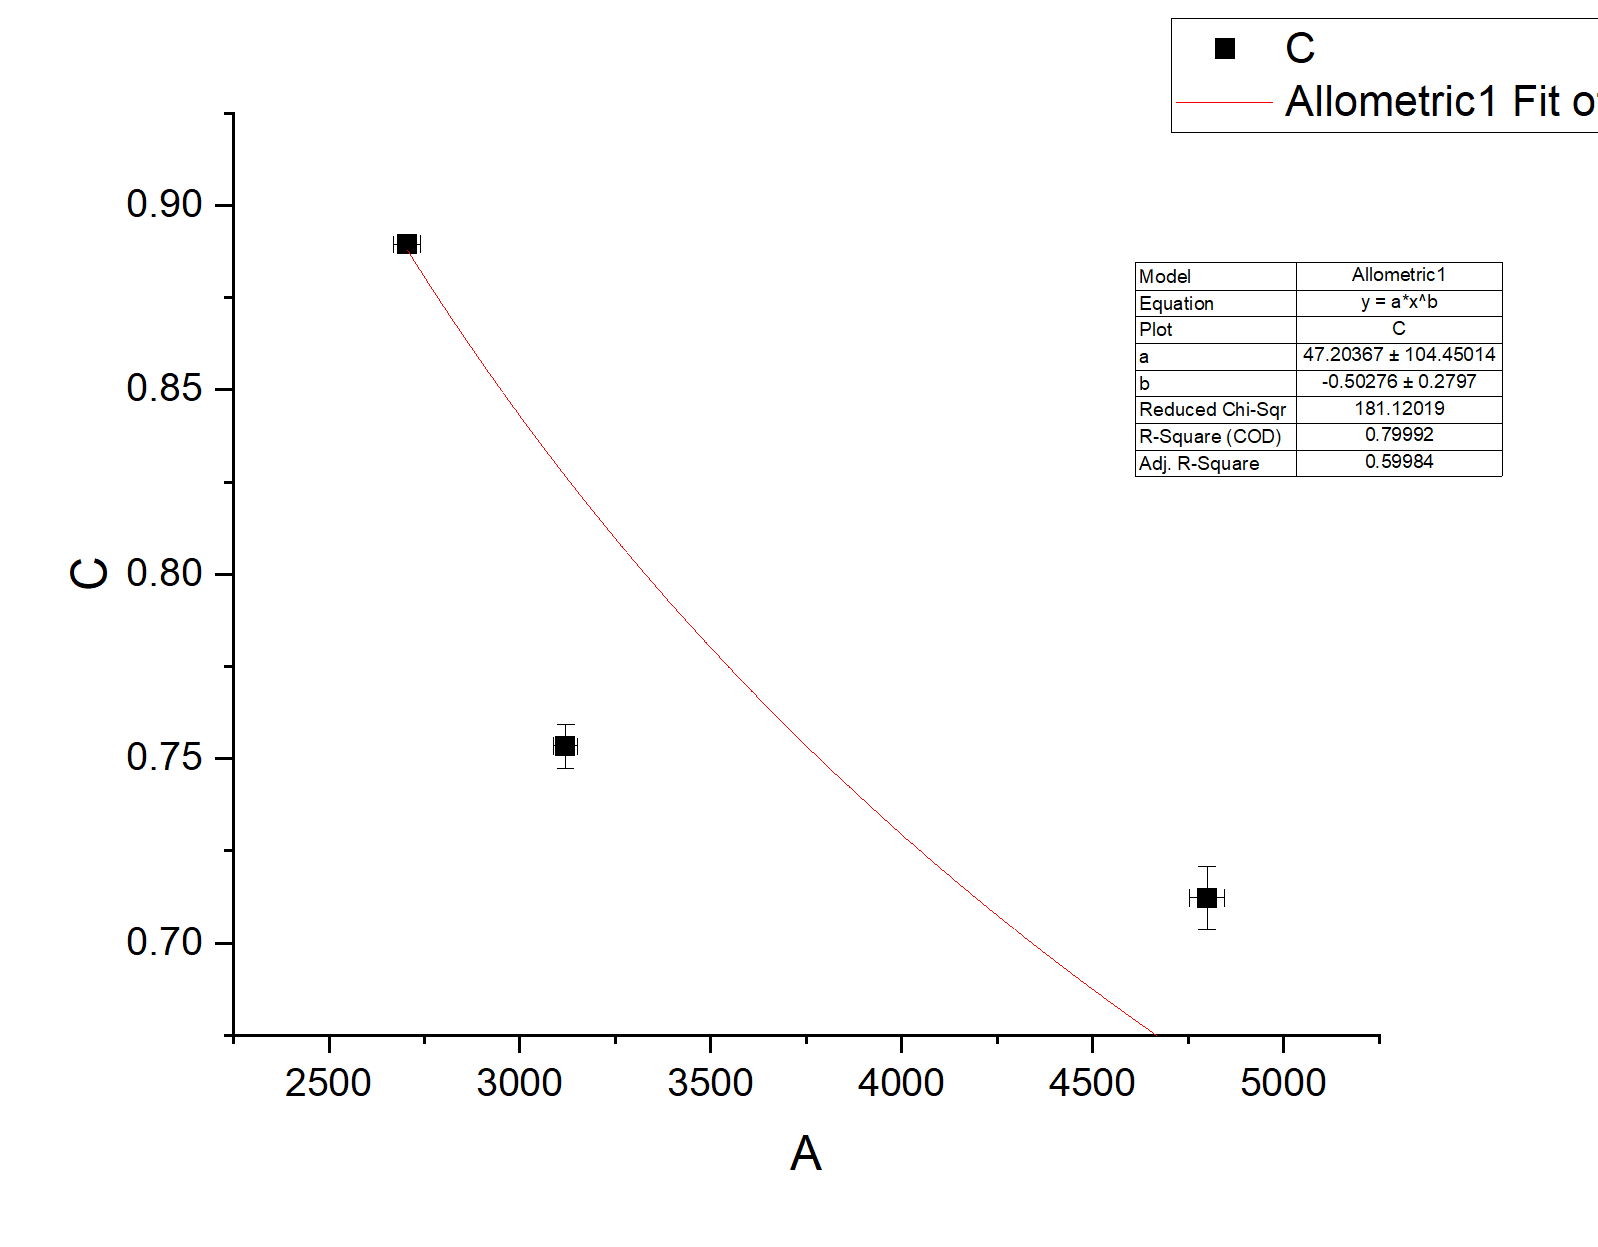 C
Allometric1 Fit of
0.90
0.85
0.80
0.75
0.70
C
Model Allometric1
Equation y = a*x^b
Plot C
a 47.20367 ± 104.45014
b -0.50276 ± 0.2797
Reduced Chi-Sqr 181.12019
R-Square (COD) 0.79992
Adj. R-Square 0.59984
2500 3000 3500 4000 4500 5000
A